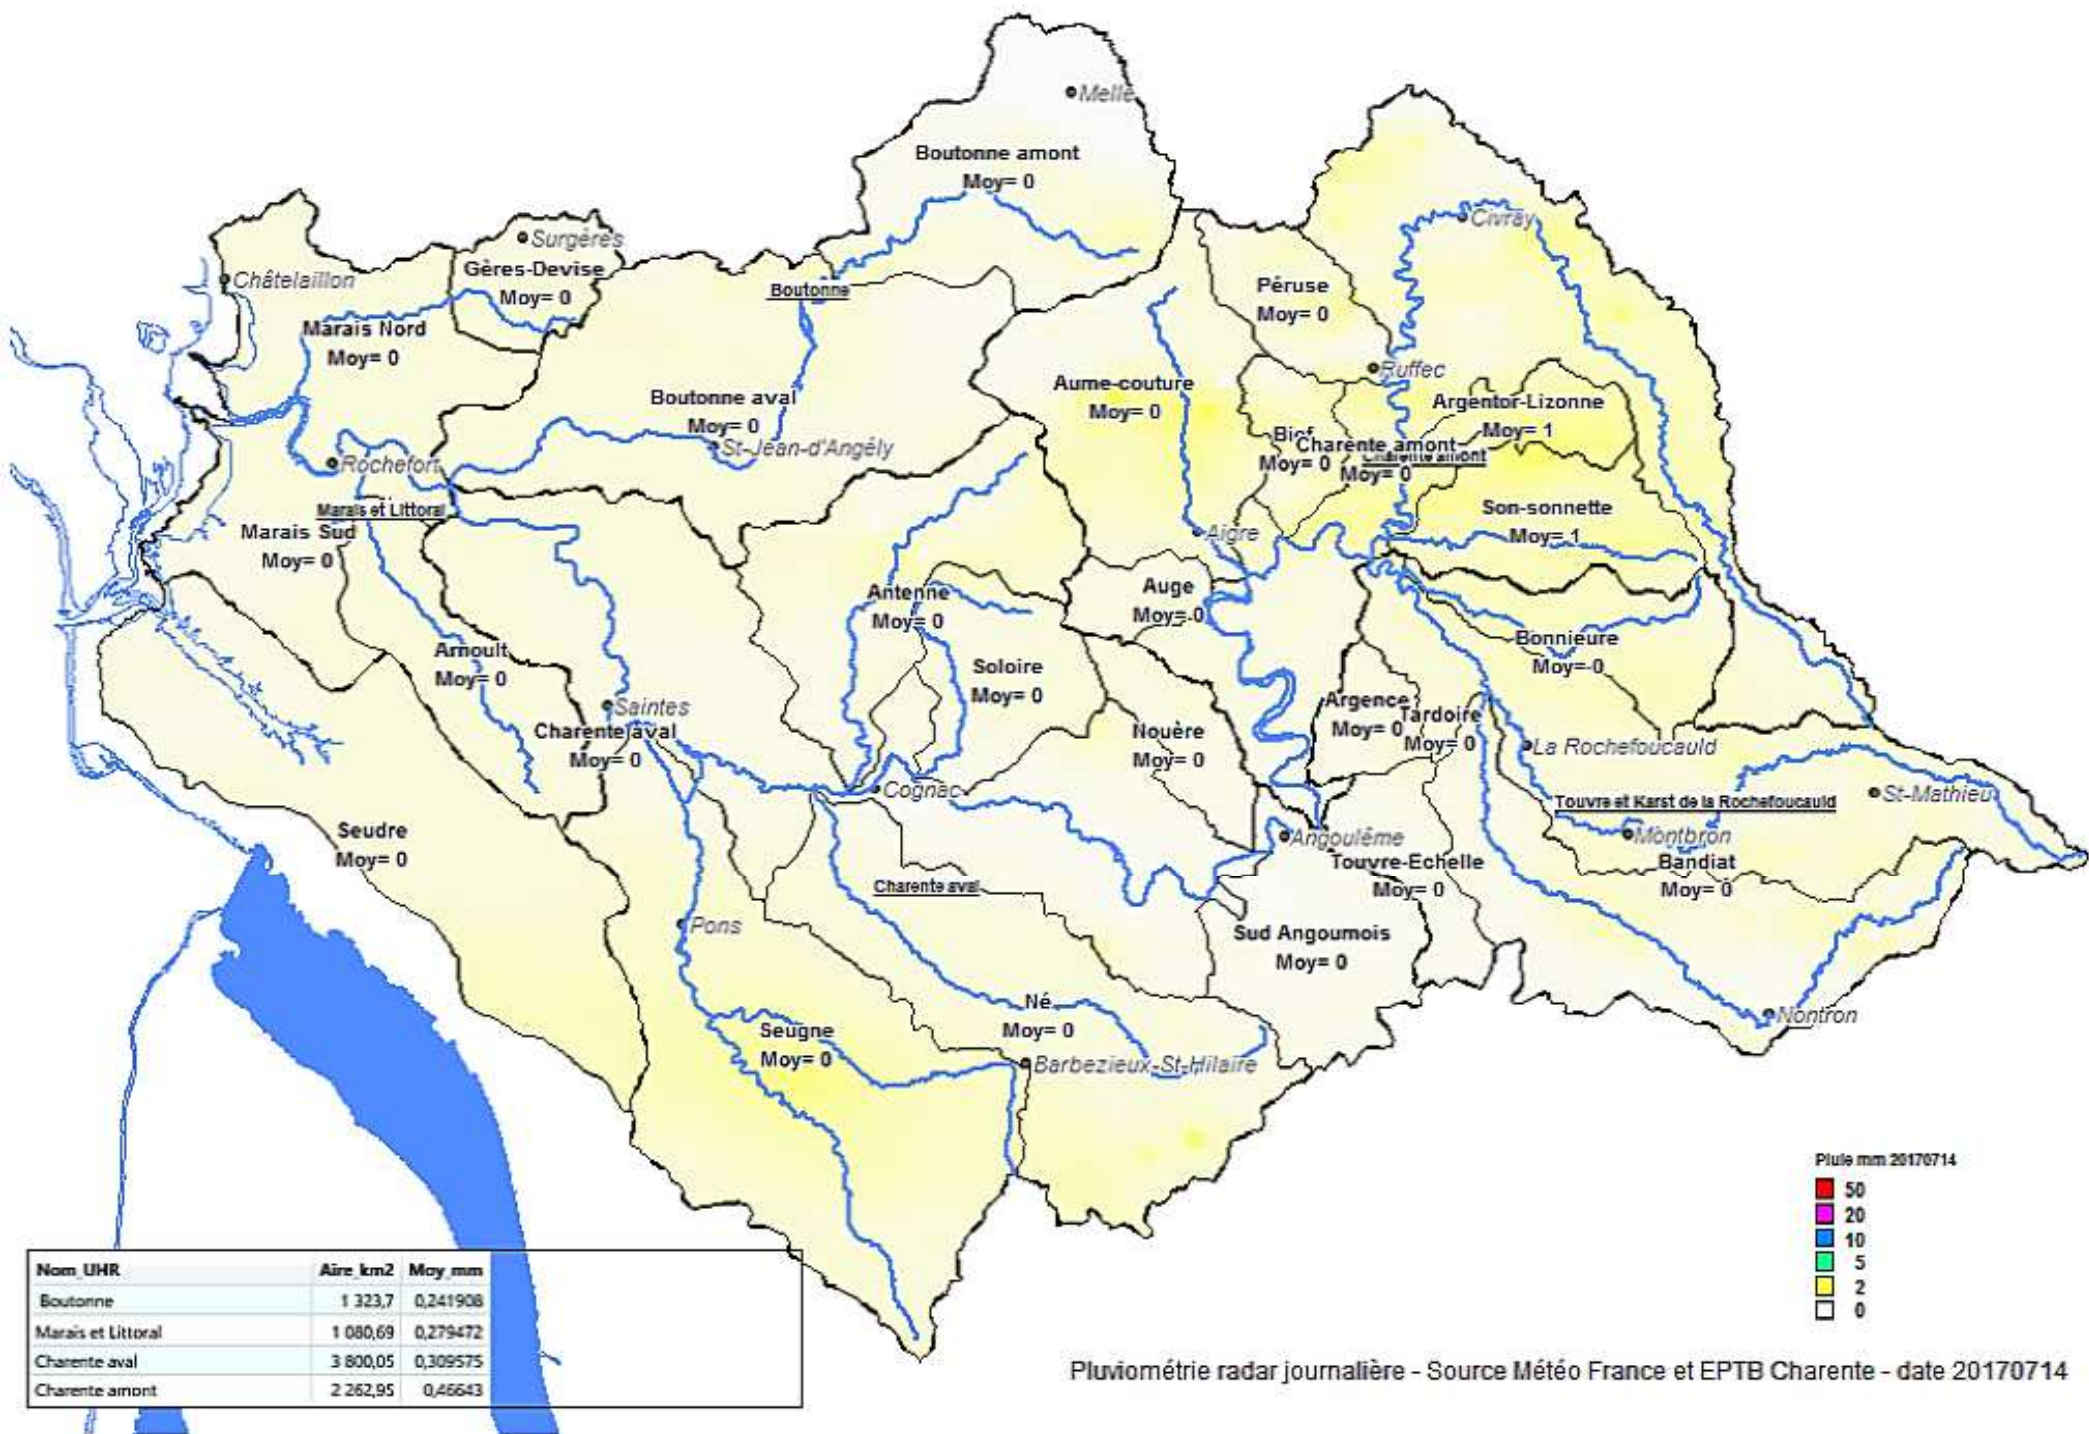 Melle
Boutonne amont
Moy= 0
Civray
Surgères
Gères-Devise
Moy= 0
Châtelaillon
Boutonne
Péruse
Moy= 0
Marais Nord
Moy= 0
Ruffec
Aume-couture
Moy= 0
Boutonne aval
Moy= 0
Argentor-Lizonne
Moy= 1
St-Jean-d'Angély
Bief
Moy= 0
Charente amont
Moy= 0
Charente amont
Rochefort
Marais et Littoral
Son-sonnette
Moy= 1
Marais Sud
Moy= 0
Aigre
Antenne
Moy= 0
Auge
Moy= 0
Bonnieure
Moy= 0
Arnoult
Moy= 0
Soloire
Moy= 0
Saintes
Charente aval
Moy= 0
Nouère
Moy= 0
Argence
Moy= 0
Tardoire
Moy= 0
La Rochefoucauld
Cognac
St-Mathieu
Touvre et Karst de la Rochefoucauld
Seudre
Moy= 0
Angoulême
Montbron
Touvre-Echelle
Moy= 0
Bandiat
Moy= 0
Charente aval
Pons
Sud Angoumois
Moy= 0
Né
Moy= 0
Nontron
Seugne
Moy= 0
Barbezieux-St-Hilaire
Pluie mm 20170714
50
20
10
5
2
0
Nom_UHR Aire_km2 Moy_mm
Boutonne 1 323,7 0,241908
Marais et Littoral 1 080,69 0,279472
Charente aval 3 800,05 0,309575
Charente amont 2 262,95 0,46643
Pluviométrie radar journalière - Source Météo France et EPTB Charente - date 20170714